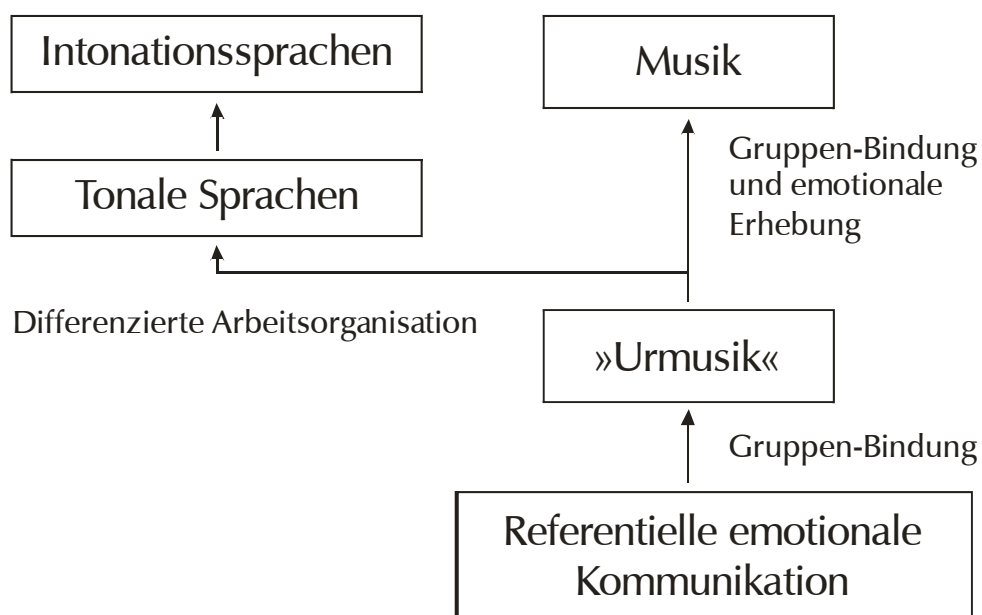 Intonationssprachen
Musik
Gruppen-Bindung
und emotionale
Erhebung
Tonale Sprachen
Differenzierte Arbeitsorganisation
»Urmusik«
Gruppen-Bindung
Referentielle emotionale
Kommunikation